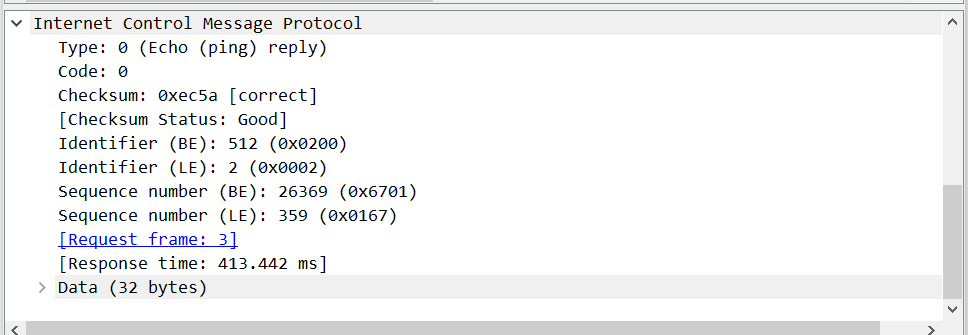 Internet Control Message Protocol
Type: 0 (Echo (ping) reply)
Code: 0
Checksum: 0xec5a [correct]
[Checksum Status: Good]
Identifier (BE): 512 (0x0200)
Identifier (LE): 2 (0x0002)
Sequence number (BE): 26369 (0x6701)
Sequence number (LE): 359 (0x0167)
[Request frame: 3]
[Response time: 413.442 ms]
Data (32 bytes)